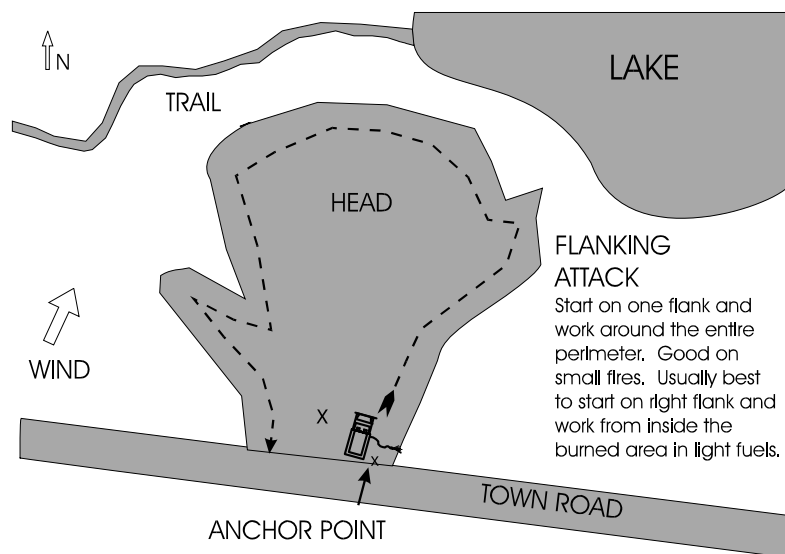 LAKE
N
TRAIL
HEAD
FLANKING
ATTACK
Start on one flank and
work around the entire
perimeter. Good on
small fires. Usually best
to start on right flank and
work from inside the
burned area in light fuels.
WIND
X
x
TOWN ROAD
ANCHOR POINT